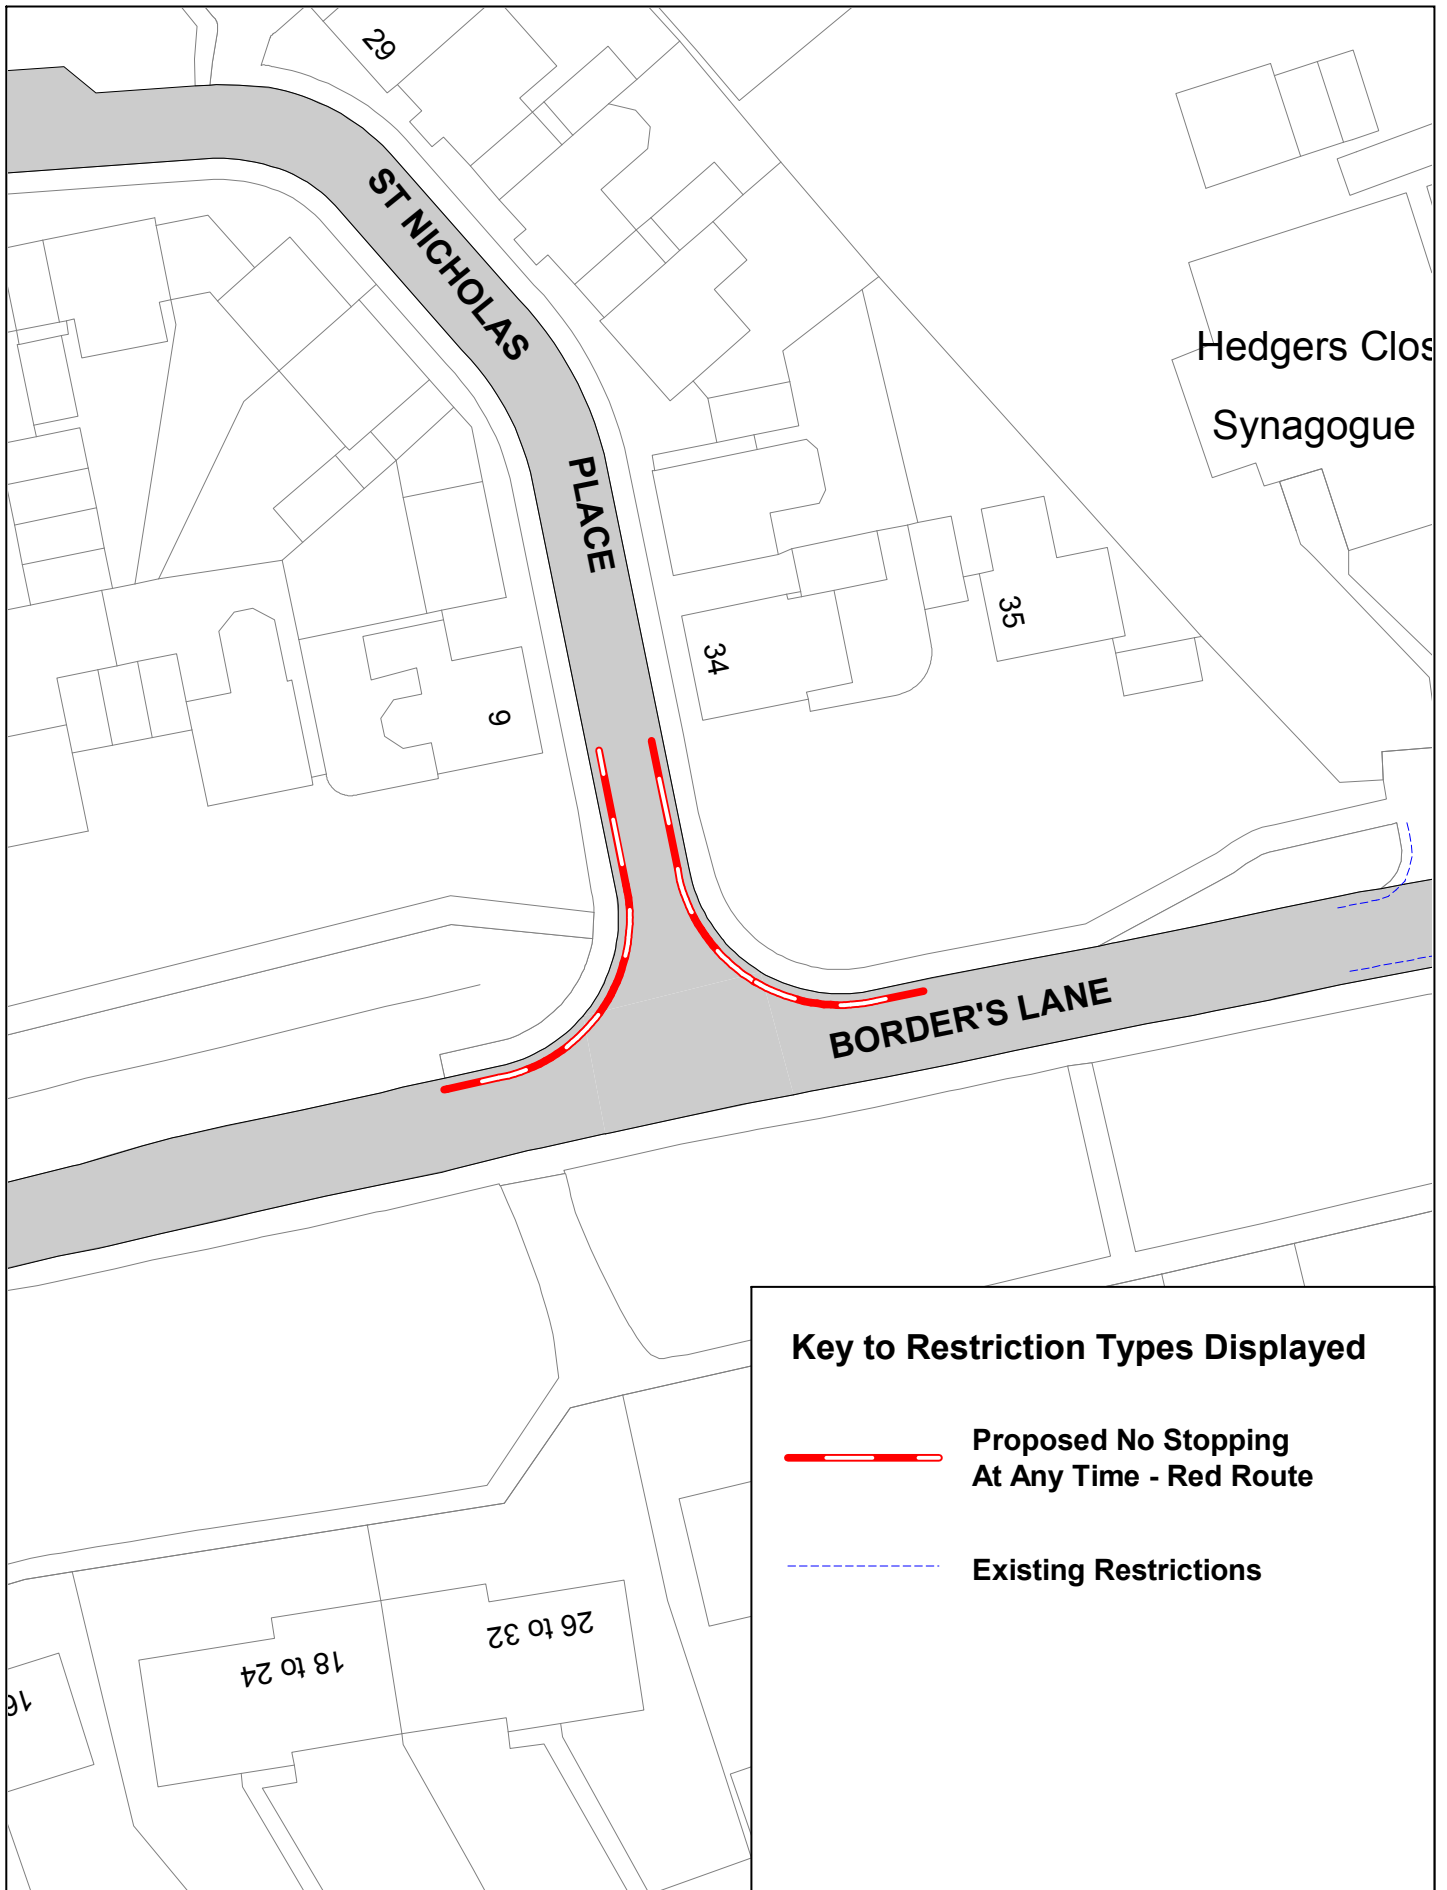 29
ST NICHOLAS
PLACE
Hedgers Clos
Synagogue
35
34
9
BORDER'S LANE
Key to Restriction Types Displayed
Proposed No Stopping
At Any Time - Red Route
Existing Restrictions
26 to 32
18 to 24
16